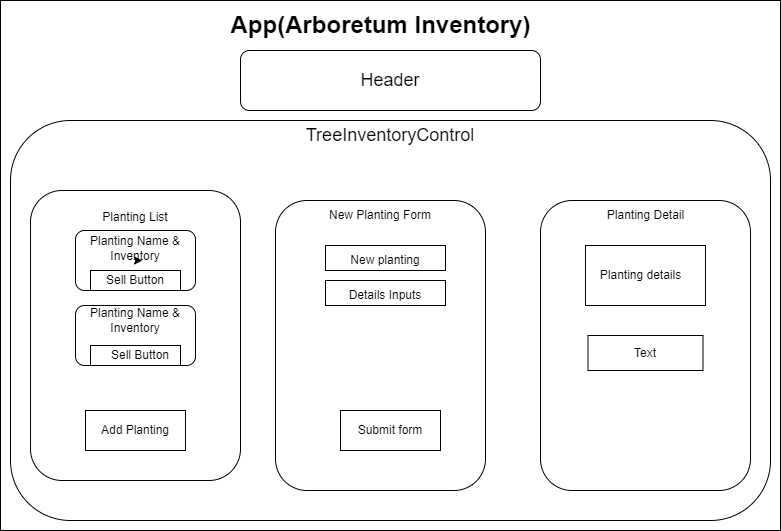 App(Arboretum Inventory)
Header
TreeInventoryControl
Planting List
Planting Name &
Inventory
Sell Button
Planting Name &
Inventory
Sell Button
Add Planting
New Planting Form
New planting
Details Inputs
Submit form
Planting Detail
Planting details
Text